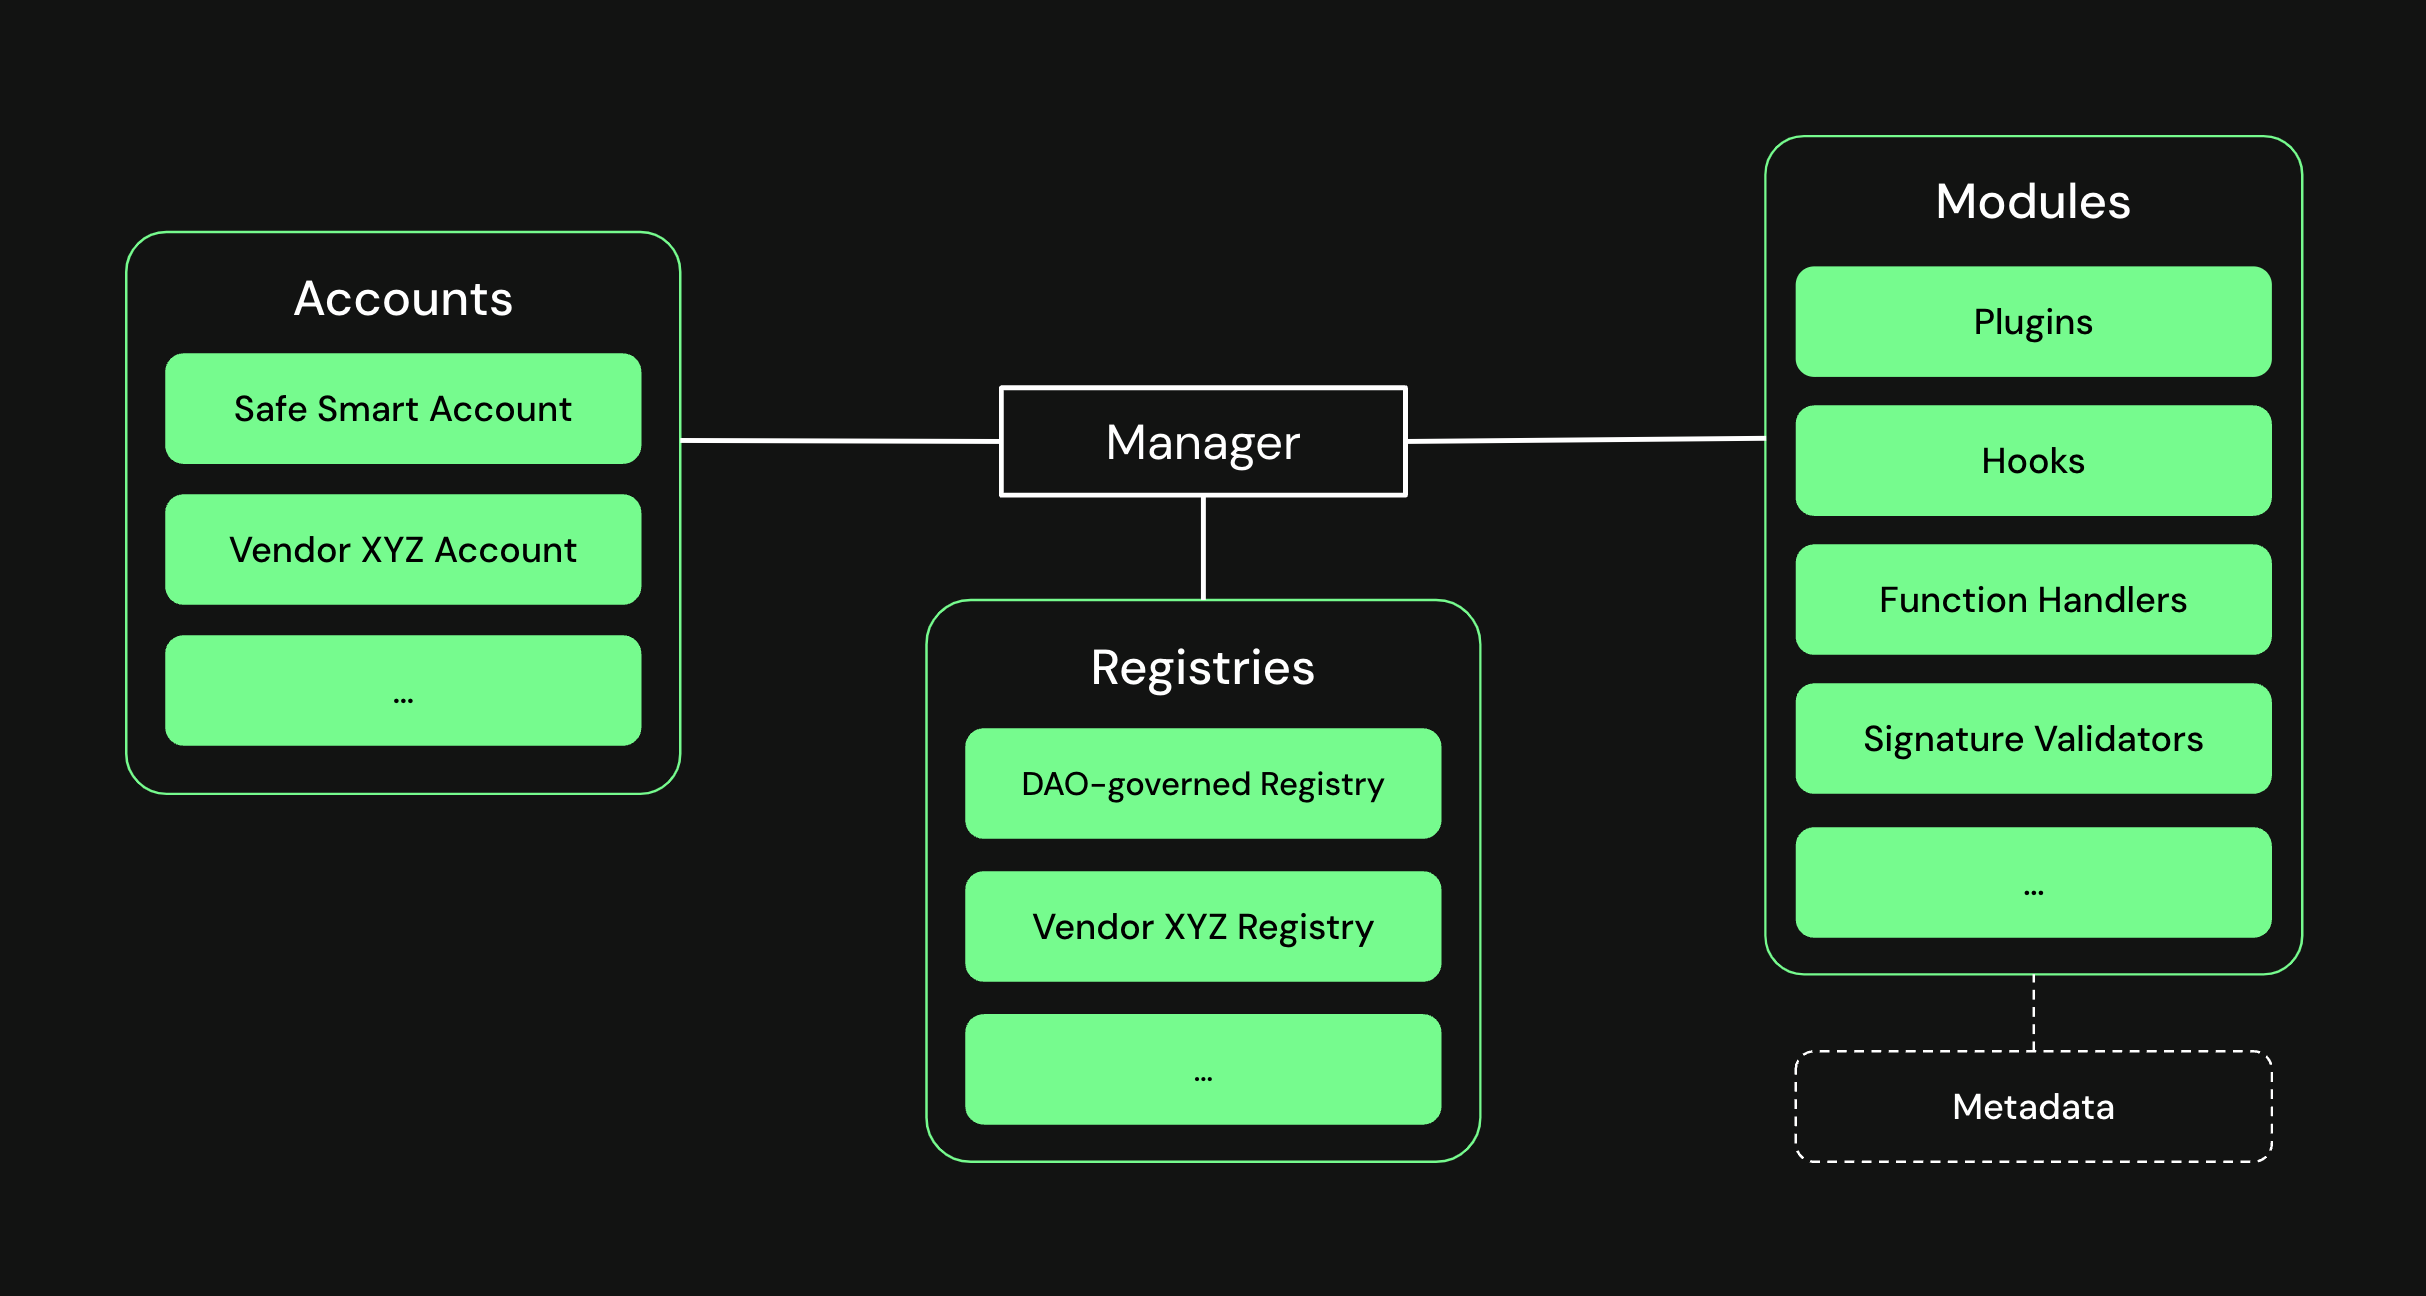 Accounts
Safe Smart Account
Vendor XYZ Account
...
Manager
Registries
DAO-governed Registry
Vendor XYZ Registry
...
Modules
Plugins
Hooks
Function Handlers
Signature Validators
...
Metadata